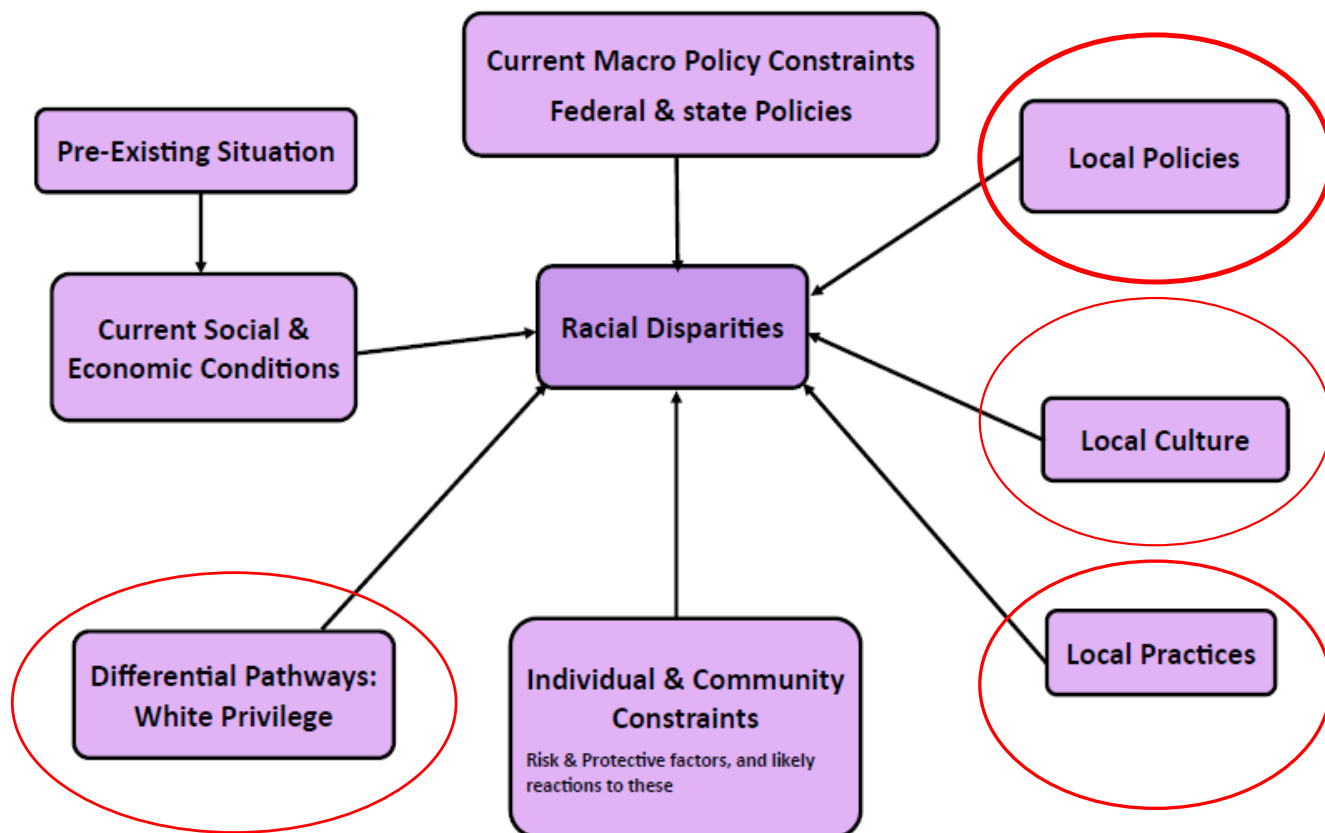 Current Macro Policy Constraints
Federal & state Policies
Pre-Existing Situation
Local Policies
Current Social &
Economic Conditions
Racial Disparities
Local Culture
Differential Pathways:
White Privilege
Individual & Community
Constraints
Risk & Protective factors, and likely
reactions to these
Local Practices